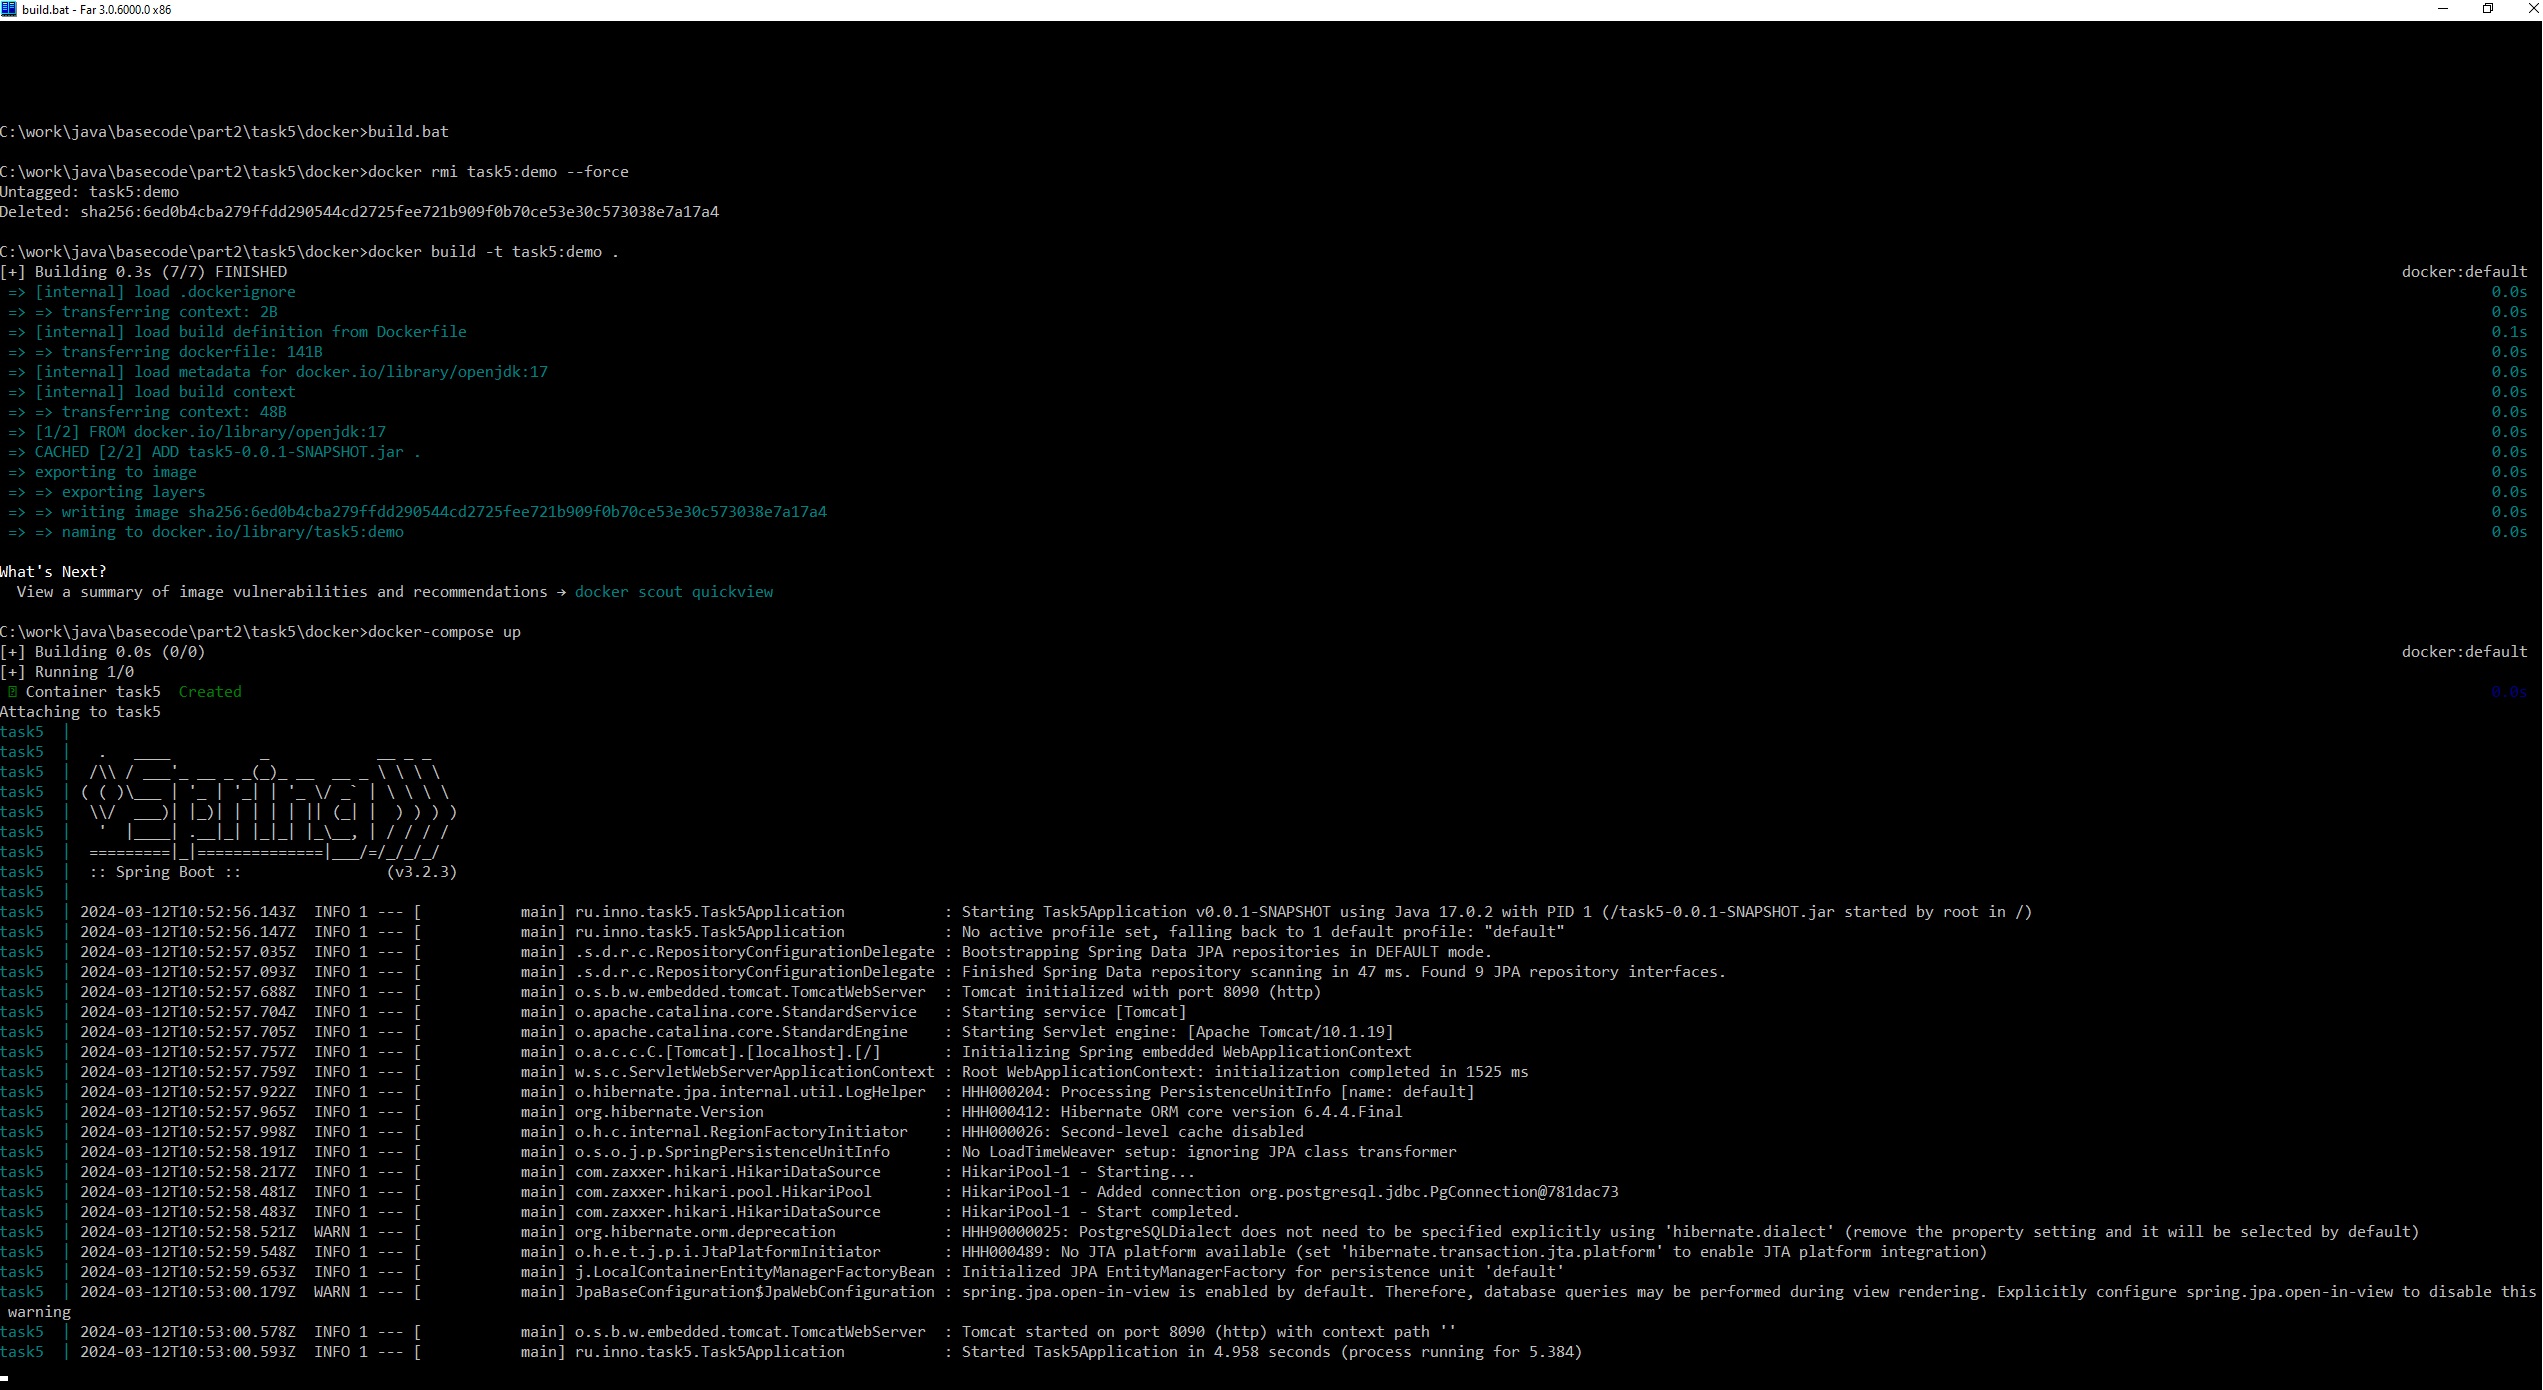 build.bat - Far 3.0.6000.0 x86
C:\work\java\basecode\part2\task5\docker>build.bat
C:\work\java\basecode\part2\task5\docker>docker rmi task5:demo --force
Untagged: task5:demo
Deleted: sha256:6ed0b4cba279ffdd290544cd2725fee721b909f0b70ce53e30c573038e7a17a4
C:\work\java\basecode\part2\task5\docker>docker build -t task5:demo .
[+] Building 0.3s (7/7) FINISHED docker:default
=> [internal] load .dockerignore 0.0s
=> => transferring context: 2B 0.0s
=> [internal] load build definition from Dockerfile 0.1s
=> => transferring dockerfile: 141B 0.0s
=> [internal] load metadata for docker.io/library/openjdk:17 0.0s
=> [internal] load build context 0.0s
=> => transferring context: 48B 0.0s
=> [1/2] FROM docker.io/library/openjdk:17 0.0s
=> CACHED [2/2] ADD task5-0.0.1-SNAPSHOT.jar . 0.0s
=> exporting to image 0.0s
=> => exporting layers 0.0s
=> => writing image sha256:6ed0b4cba279ffdd290544cd2725fee721b909f0b70ce53e30c573038e7a17a4 0.0s
=> => naming to docker.io/library/task5:demo 0.0s
What's Next?
View a summary of image vulnerabilities and recommendations → docker scout quickview
C:\work\java\basecode\part2\task5\docker>docker-compose up
[+] Building 0.0s (0/0) docker:default
[+] Running 1/0
Container task5 Created 0.0s
Attaching to task5
task5 |
task5 |   .   ____          _            __ _ _
task5 |  /\\ / ___'_ __ _ _(_)_ __  __ _ \ \ \ \
task5 | ( ( )\___ | '_ | '_| | '_ \/ _` | \ \ \ \
task5 |  \\/  ___)| |_)| | | | | || (_| |  ) ) ) )
task5 |   '  |____| .__|_| |_|_| |_\__, | / / / /
task5 |  =========|_|==============|___/=/_/_/_/
task5 |  :: Spring Boot ::                (v3.2.3)
task5 |
task5 | 2024-03-12T10:52:56.143Z INFO 1 --- [ main] ru.inno.task5.Task5Application : Starting Task5Application v0.0.1-SNAPSHOT using Java 17.0.2 with PID 1 (/task5-0.0.1-SNAPSHOT.jar started by root in /)
task5 | 2024-03-12T10:52:56.147Z INFO 1 --- [ main] ru.inno.task5.Task5Application : No active profile set, falling back to 1 default profile: "default"
task5 | 2024-03-12T10:52:57.035Z INFO 1 --- [ main] .s.d.r.c.RepositoryConfigurationDelegate : Bootstrapping Spring Data JPA repositories in DEFAULT mode.
task5 | 2024-03-12T10:52:57.093Z INFO 1 --- [ main] .s.d.r.c.RepositoryConfigurationDelegate : Finished Spring Data repository scanning in 47 ms. Found 9 JPA repository interfaces.
task5 | 2024-03-12T10:52:57.688Z INFO 1 --- [ main] o.s.b.w.embedded.tomcat.TomcatWebServer : Tomcat initialized with port 8090 (http)
task5 | 2024-03-12T10:52:57.704Z INFO 1 --- [ main] o.apache.catalina.core.StandardService : Starting service [Tomcat]
task5 | 2024-03-12T10:52:57.705Z INFO 1 --- [ main] o.apache.catalina.core.StandardEngine : Starting Servlet engine: [Apache Tomcat/10.1.19]
task5 | 2024-03-12T10:52:57.757Z INFO 1 --- [ main] o.a.c.c.C.[Tomcat].[localhost].[/] : Initializing Spring embedded WebApplicationContext
task5 | 2024-03-12T10:52:57.759Z INFO 1 --- [ main] w.s.c.ServletWebServerApplicationContext : Root WebApplicationContext: initialization completed in 1525 ms
task5 | 2024-03-12T10:52:57.922Z INFO 1 --- [ main] o.hibernate.jpa.internal.util.LogHelper : HHH000204: Processing PersistenceUnitInfo [name: default]
task5 | 2024-03-12T10:52:57.965Z INFO 1 --- [ main] org.hibernate.Version : HHH000412: Hibernate ORM core version 6.4.4.Final
task5 | 2024-03-12T10:52:57.998Z INFO 1 --- [ main] o.h.c.internal.RegionFactoryInitiator : HHH000026: Second-level cache disabled
task5 | 2024-03-12T10:52:58.191Z INFO 1 --- [ main] o.s.o.j.p.SpringPersistenceUnitInfo : No LoadTimeWeaver setup: ignoring JPA class transformer
task5 | 2024-03-12T10:52:58.217Z INFO 1 --- [ main] com.zaxxer.hikari.HikariDataSource : HikariPool-1 - Starting...
task5 | 2024-03-12T10:52:58.481Z INFO 1 --- [ main] com.zaxxer.hikari.pool.HikariPool : HikariPool-1 - Added connection org.postgresql.jdbc.PgConnection@781dac73
task5 | 2024-03-12T10:52:58.483Z INFO 1 --- [ main] com.zaxxer.hikari.HikariDataSource : HikariPool-1 - Start completed.
task5 | 2024-03-12T10:52:58.521Z WARN 1 --- [ main] org.hibernate.orm.deprecation : HHH90000025: PostgreSQLDialect does not need to be specified explicitly using 'hibernate.dialect' (remove the property setting and it will be selected by default)
task5 | 2024-03-12T10:52:59.548Z INFO 1 --- [ main] o.h.e.t.j.p.i.JtaPlatformInitiator : HHH000489: No JTA platform available (set 'hibernate.transaction.jta.platform' to enable JTA platform integration)
task5 | 2024-03-12T10:52:59.653Z INFO 1 --- [ main] j.LocalContainerEntityManagerFactoryBean : Initialized JPA EntityManagerFactory for persistence unit 'default'
task5 | 2024-03-12T10:53:00.179Z WARN 1 --- [ main] JpaBaseConfiguration$JpaWebConfiguration : spring.jpa.open-in-view is enabled by default. Therefore, database queries may be performed during view rendering. Explicitly configure spring.jpa.open-in-view to disable this
warning
task5 | 2024-03-12T10:53:00.578Z INFO 1 --- [ main] o.s.b.w.embedded.tomcat.TomcatWebServer : Tomcat started on port 8090 (http) with context path ''
task5 | 2024-03-12T10:53:00.593Z INFO 1 --- [ main] ru.inno.task5.Task5Application : Started Task5Application in 4.958 seconds (process running for 5.384)